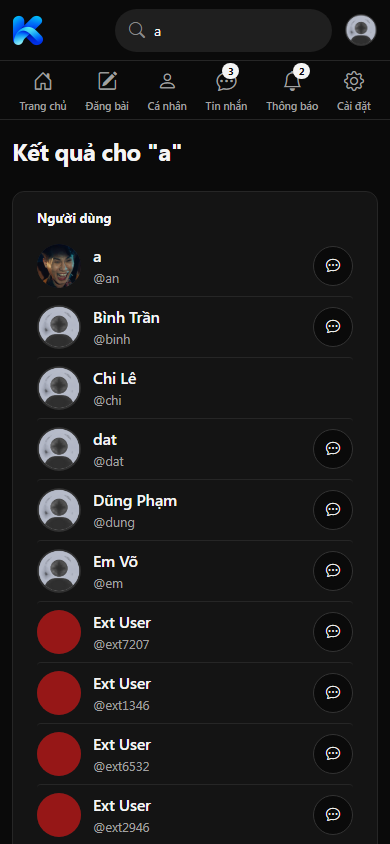 a
3
2
Trang chủ
Đăng bài
Cá nhân
Tin nhắn
Thông báo
Cài đặt
Kết quả cho "a"
Người dùng
a
@an
Bình Trần
@binh
Chi Lê
@chi
dat
@dat
Dũng Phạm
@dung
Em Võ
@em
Ext User
@ext7207
Ext User
@ext1346
Ext User
@ext6532
Ext User
@ext2946